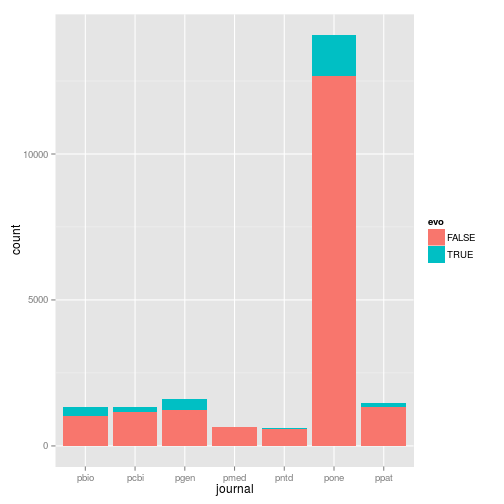 count
10000
5000
0
pbio pcbi pgen pmed pntd pone ppat
journal
evo
FALSE
TRUE